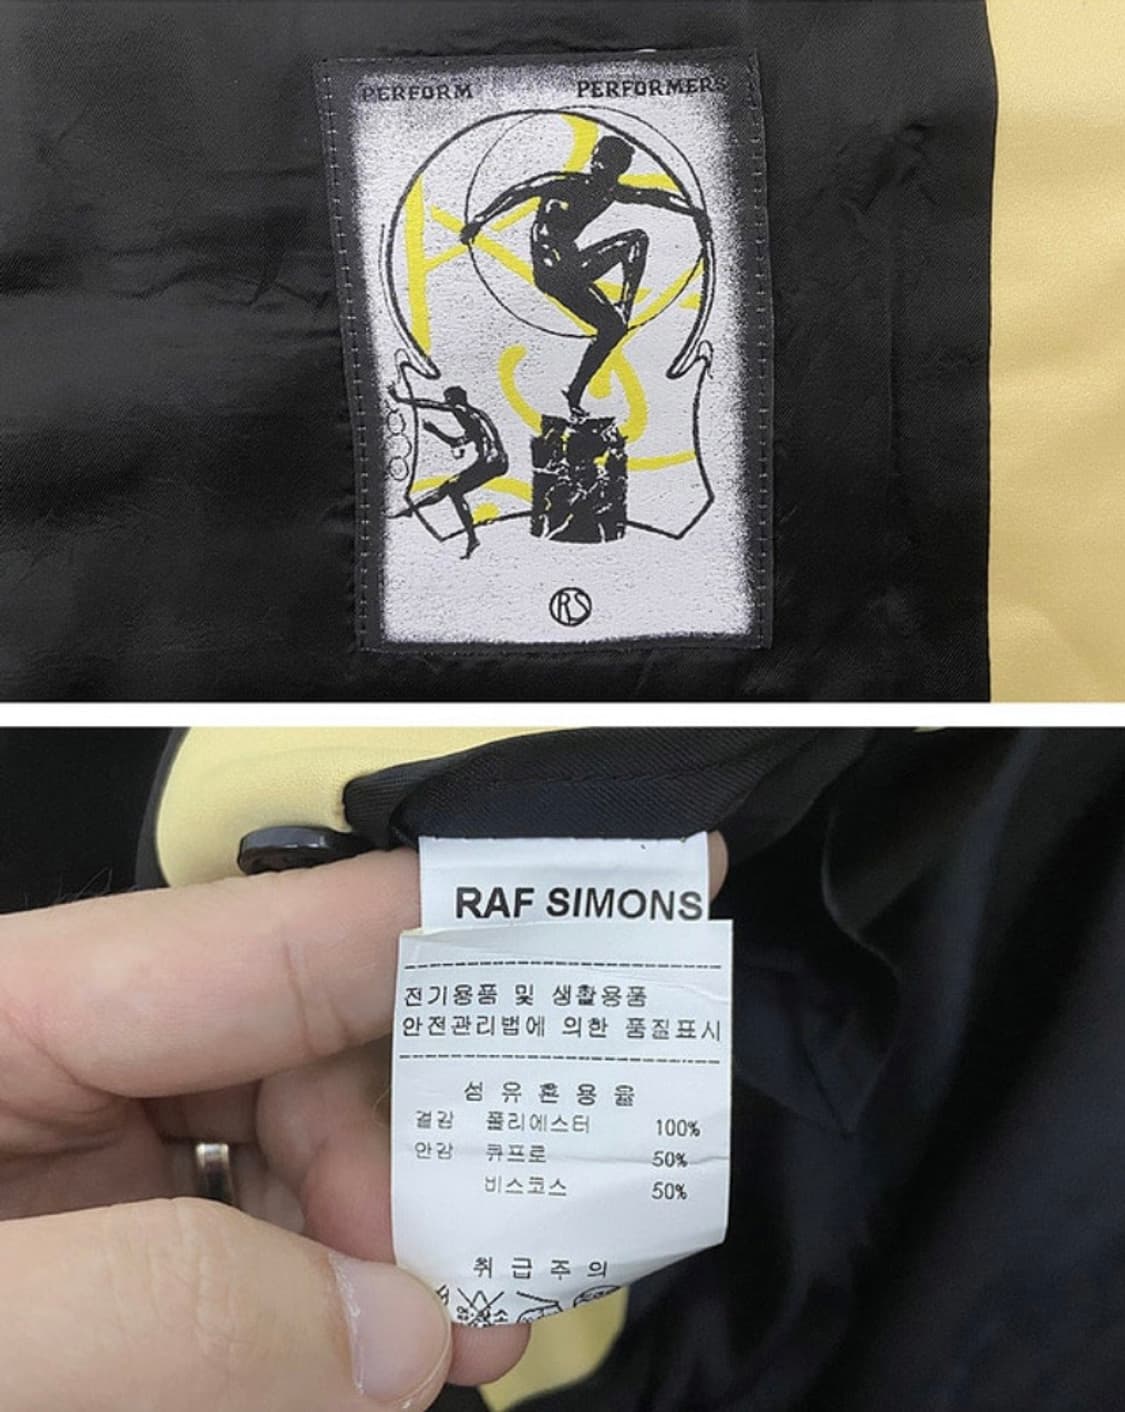 PERFORM PERFORMERS
RS
RAF SIMONS
전기용품 및 생활용품
안전관리법에 의한 품질표시
섬유혼용율
겉감 폴리에스터 100%
안감 큐프로 50%
비스코스 50%
취급주의